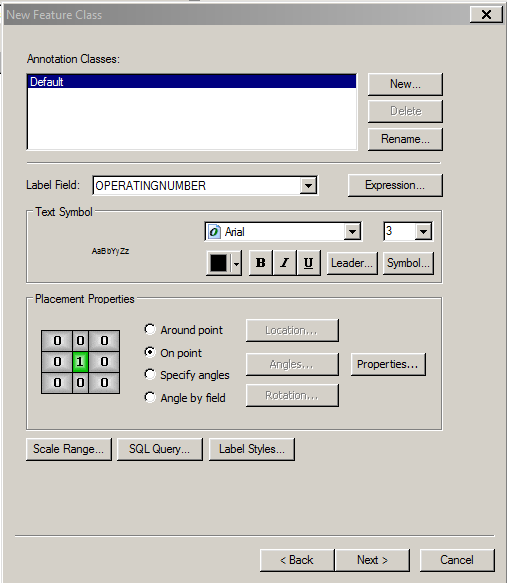 New Feature Class
Annotation Classes:
Default
New...
Delete
Rename...
Label Field: OPERATINGNUMBER Expression...
Text Symbol
AaBbYyZz
Arial 3
B I U Leader... Symbol...
Placement Properties
0 0 0
0 1 0
0 0 0
Around point Location...
On point
Specify angles Angles... Properties...
Angle by field Rotation...
Scale Range... SQL Query... Label Styles...
< Back Next > Cancel